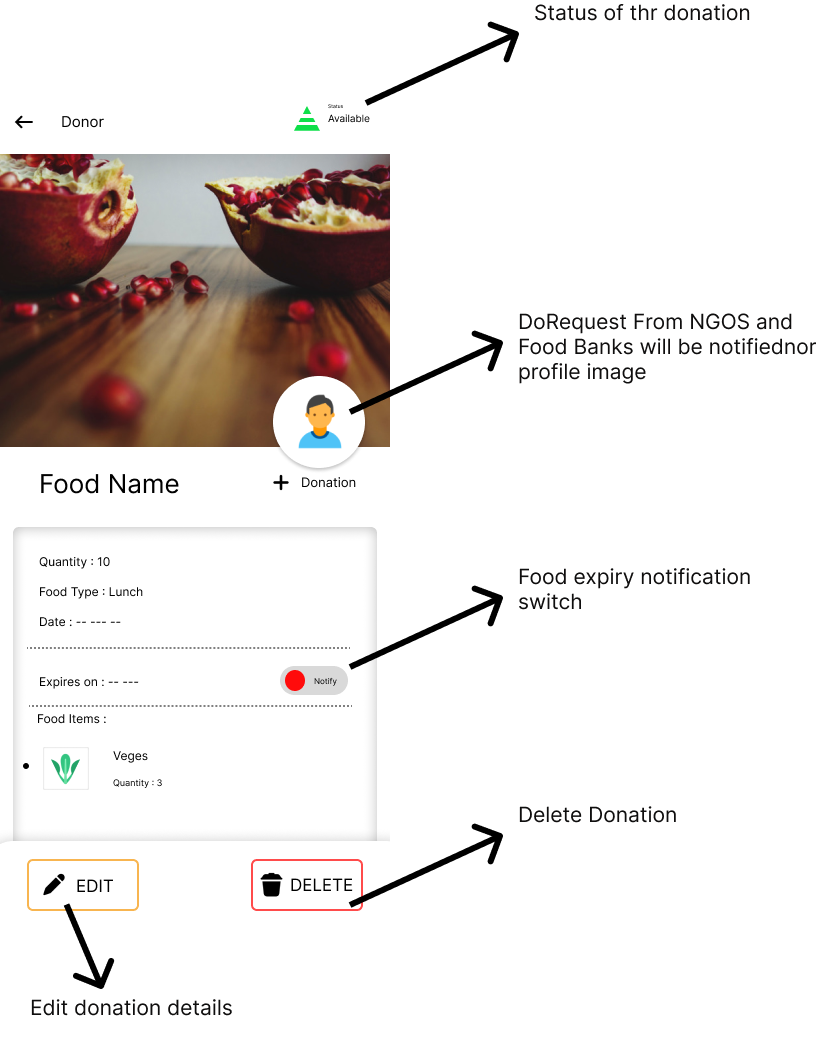 Status of thr donation
Status
Donor
Available
DoRequest From NGOS and
Food Banks will be notifiednor
profile image
Food Name
+ Donation
Quantity : 10
Food Type : Lunch
Date : -- --- --
Food expiry notification
switch
Expires on : -- ---
Notify
Food Items :
Veges
Quantity : 3
Delete Donation
EDIT
DELETE
Edit donation details